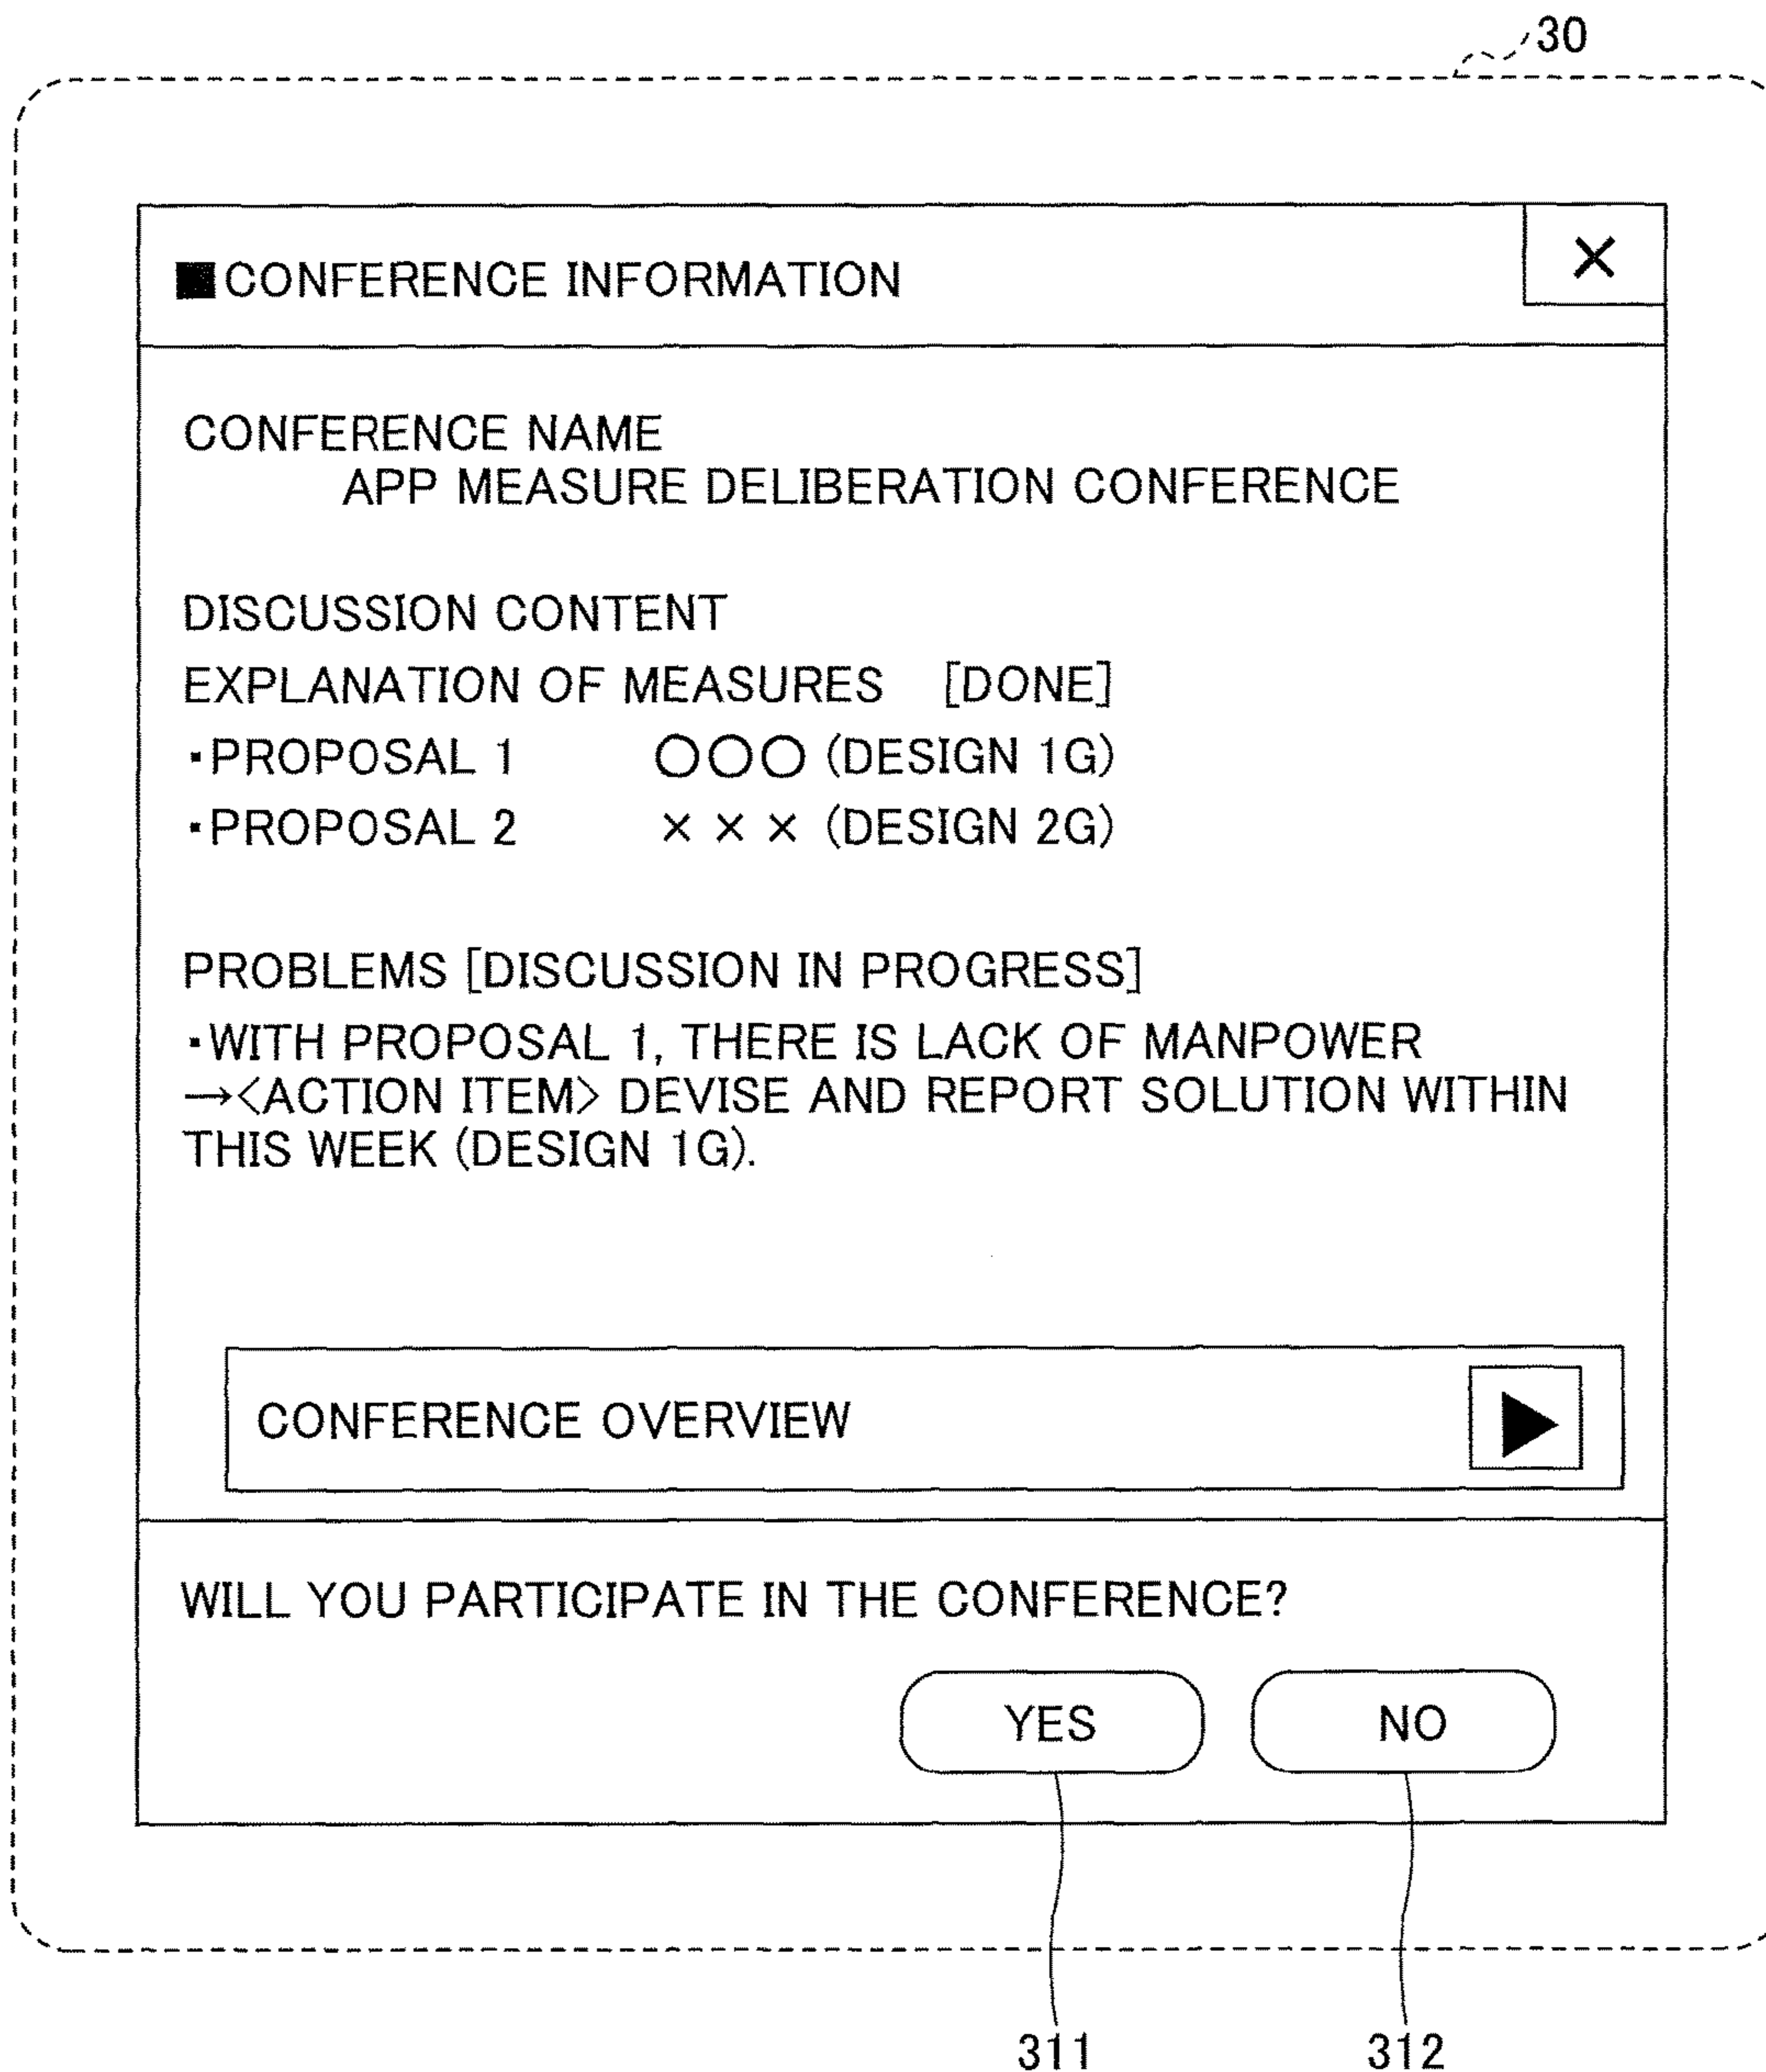 30
■CONFERENCE INFORMATION ×
CONFERENCE NAME
APP MEASURE DELIBERATION CONFERENCE
DISCUSSION CONTENT
EXPLANATION OF MEASURES [DONE]
・PROPOSAL 1 ○○○ (DESIGN 1G)
・PROPOSAL 2 × × × (DESIGN 2G)
PROBLEMS [DISCUSSION IN PROGRESS]
・WITH PROPOSAL 1, THERE IS LACK OF MANPOWER
→<ACTION ITEM> DEVISE AND REPORT SOLUTION WITHIN
THIS WEEK (DESIGN 1G).
CONFERENCE OVERVIEW ▶
WILL YOU PARTICIPATE IN THE CONFERENCE?
YES NO
311 312